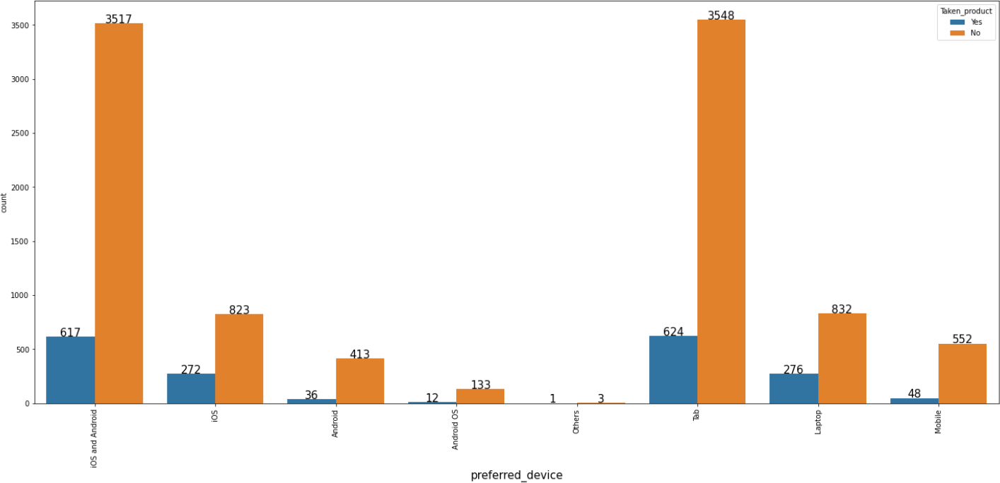 3517
3548
Taken_product
Yes
No
3500
3000
2500
2000
1500
1000
500
0
count
617
272
823
36
413
12
133
1
3
624
276
832
48
552
iOS and Android
iOS
Android
Android OS
Others
Tab
Laptop
Mobile
preferred_device